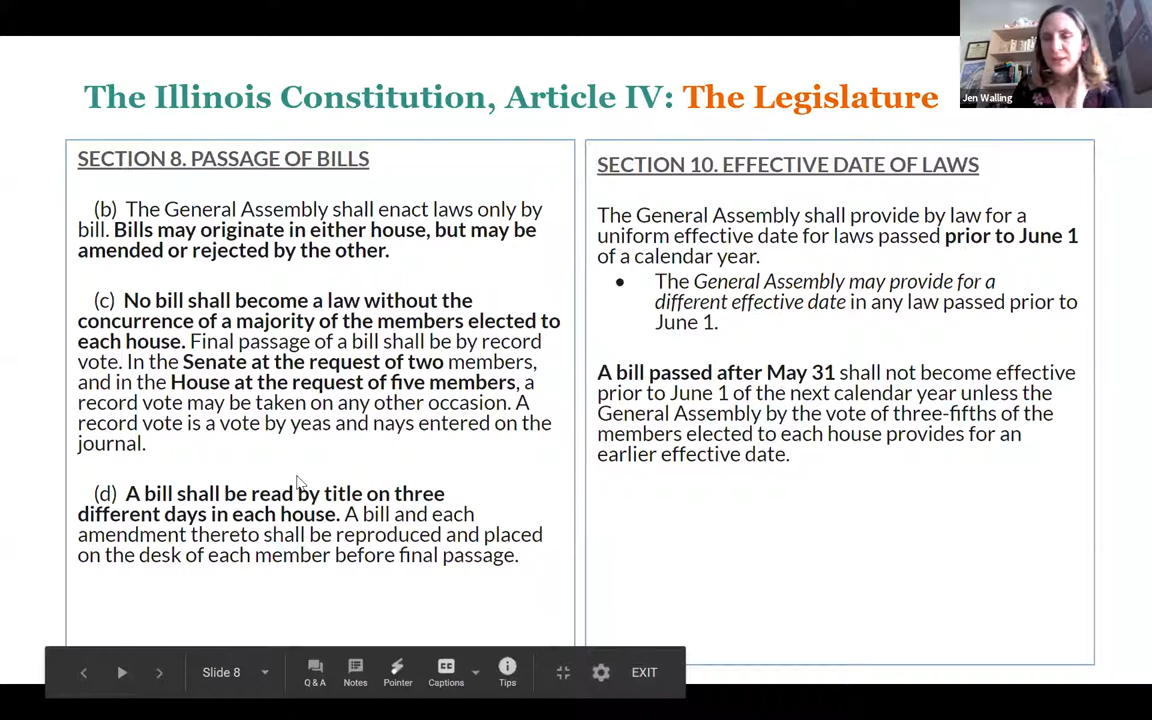 The Illinois Constitution, Article IV: The Legislature
Jen Walling
SECTION 8. PASSAGE OF BILLS
(b) The General Assembly shall enact laws only by
bill. Bills may originate in either house, but may be
amended or rejected by the other.
(c) No bill shall become a law without the
concurrence of a majority of the members elected to
each house. Final passage of a bill shall be by record
vote. In the Senate at the request of two members,
and in the House at the request of five members, a
record vote may be taken on any other occasion. A
record vote is a vote by yeas and nays entered on the
journal.
(d) A bill shall be read by title on three
different days in each house. A bill and each
amendment thereto shall be reproduced and placed
on the desk of each member before final passage.
SECTION 10. EFFECTIVE DATE OF LAWS
The General Assembly shall provide by law for a
uniform effective date for laws passed prior to June 1
of a calendar year.
• The General Assembly may provide for a
different effective date in any law passed prior to
June 1.
A bill passed after May 31 shall not become effective
prior to June 1 of the next calendar year unless the
General Assembly by the vote of three-fifths of the
members elected to each house provides for an
earlier effective date.
Slide 8
Q & A
Notes
Pointer
CC
Captions
Tips
EXIT